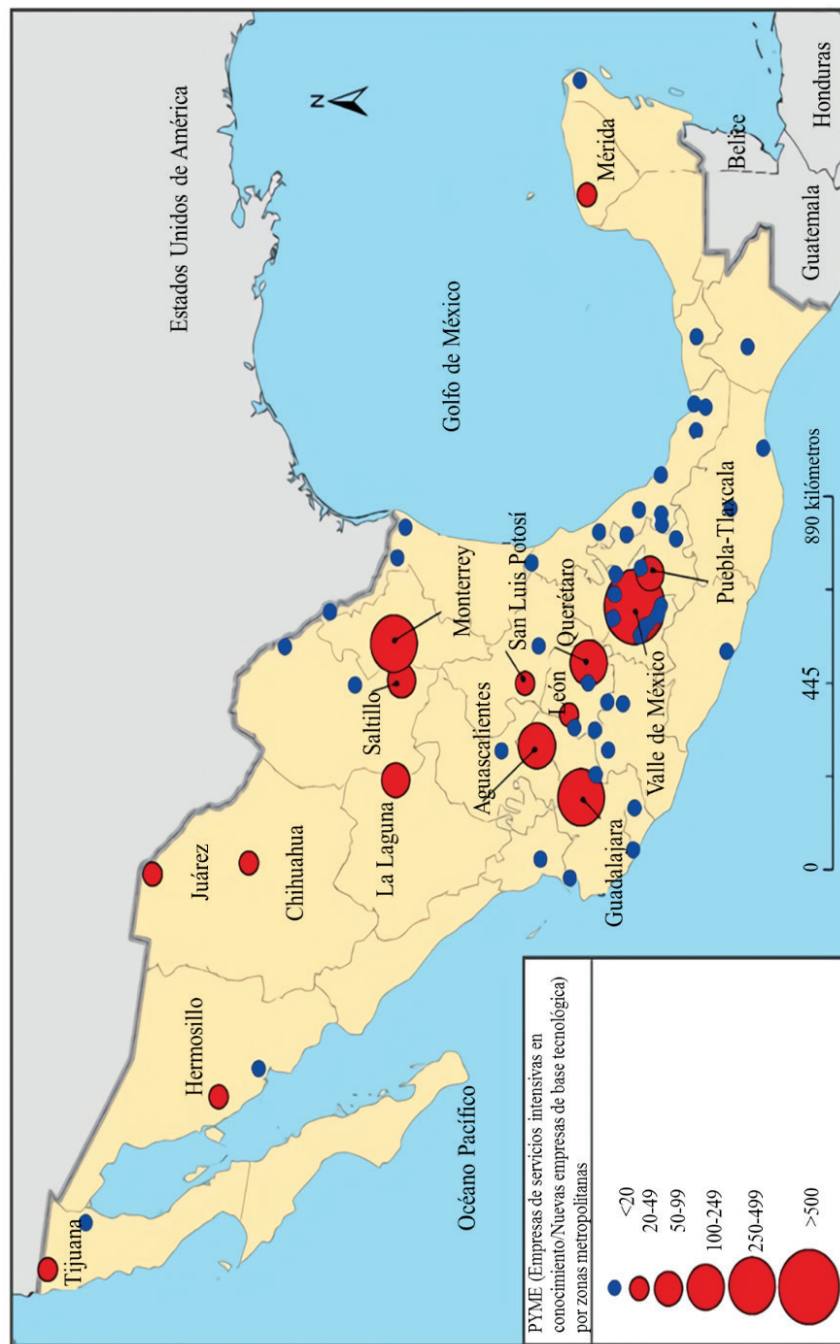 Estados Unidos de América
N
Tijuana
Hermosillo
Juárez
Chihuahua
La Laguna
Saltillo
Monterrey
Golfo de México
Océano Pacífico
Aguascalientes
San Luis Potosí
León
Querétaro
Guadalajara
Valle de México
Puebla-Tlaxcala
Mérida
Belice
Guatemala
Honduras
0
445
890 kilómetros
PYME (Empresas de servicios intensivas en
conocimiento/Nuevas empresas de base tecnológica)
por zonas metropolitanas
<20
20-49
50-99
100-249
250-499
>500